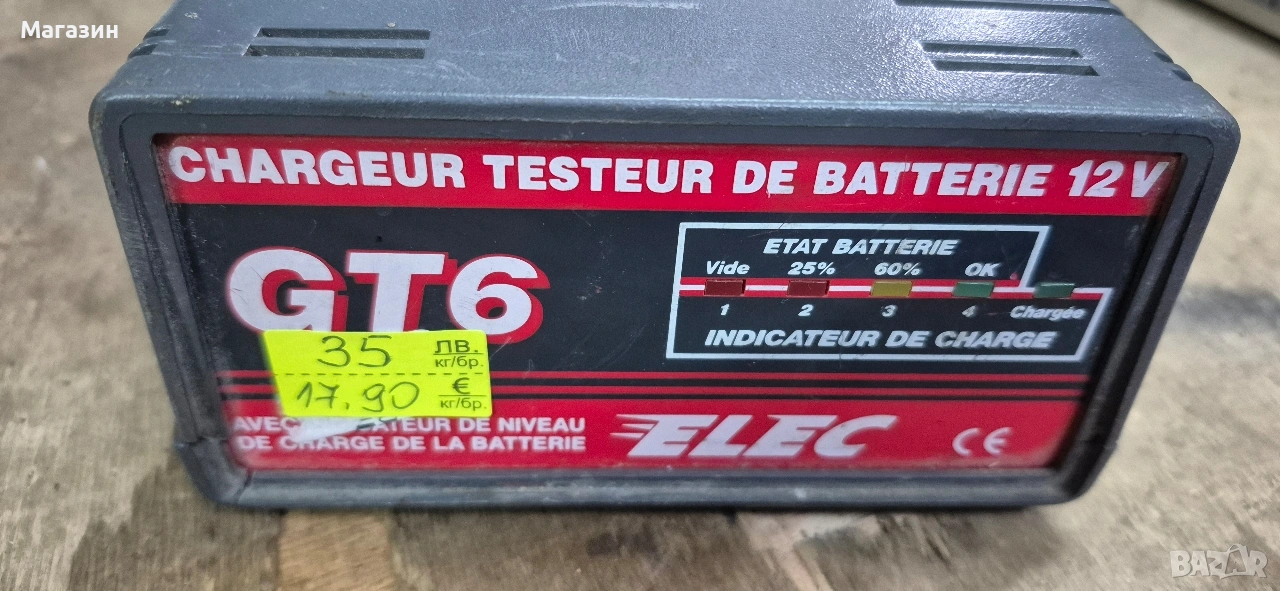 Магазин
CHARGEUR TESTEUR DE BATTERIE 12 V
GT6
ETAT BATTERIE
Vide 25% 60% OK
1 2 3 4 Chargée
INDICATEUR DE CHARGE
35 ЛВ. кг/бр.
17.90 € кг/бр.
DE NIVEAU
DE CHARGE DE LA BATTERIE
ELEC
CE
BAZAR